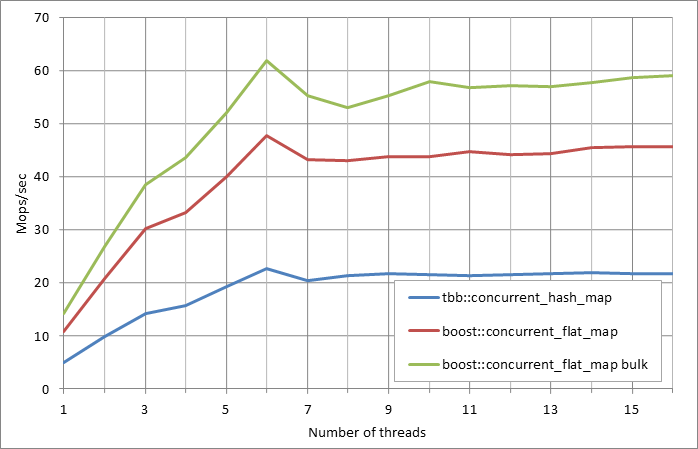 70
60
50
40
30
20
10
0
Mops/sec
tbb::concurrent_hash_map
boost::concurrent_flat_map
boost::concurrent_flat_map bulk
1 3 5 7 9 11 13 15
Number of threads